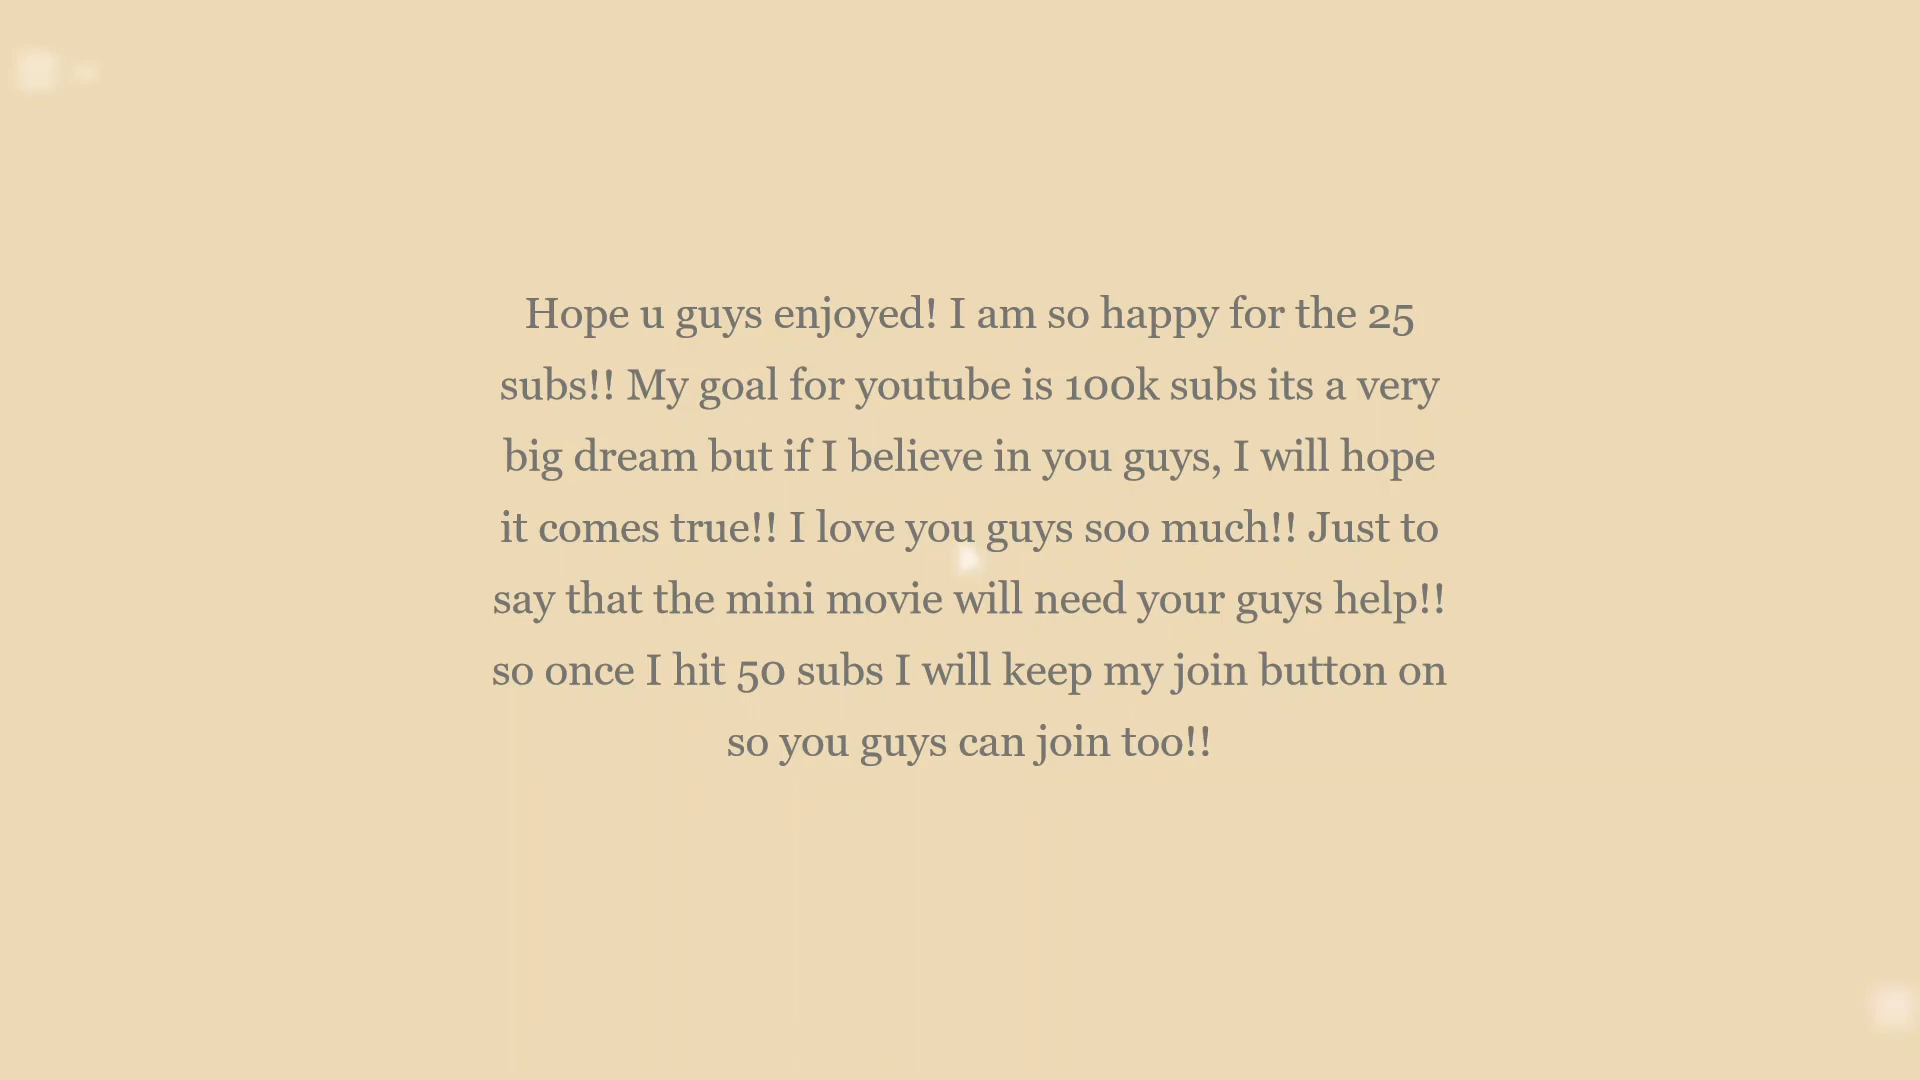 Hope u guys enjoyed! I am so happy for the 25
subs!! My goal for youtube is 100k subs its a very
big dream but if I believe in you guys, I will hope
it comes true!! I love you guys soo much!! Just to
say that the mini movie will need your guys help!!
so once I hit 50 subs I will keep my join button on
so you guys can join too!!